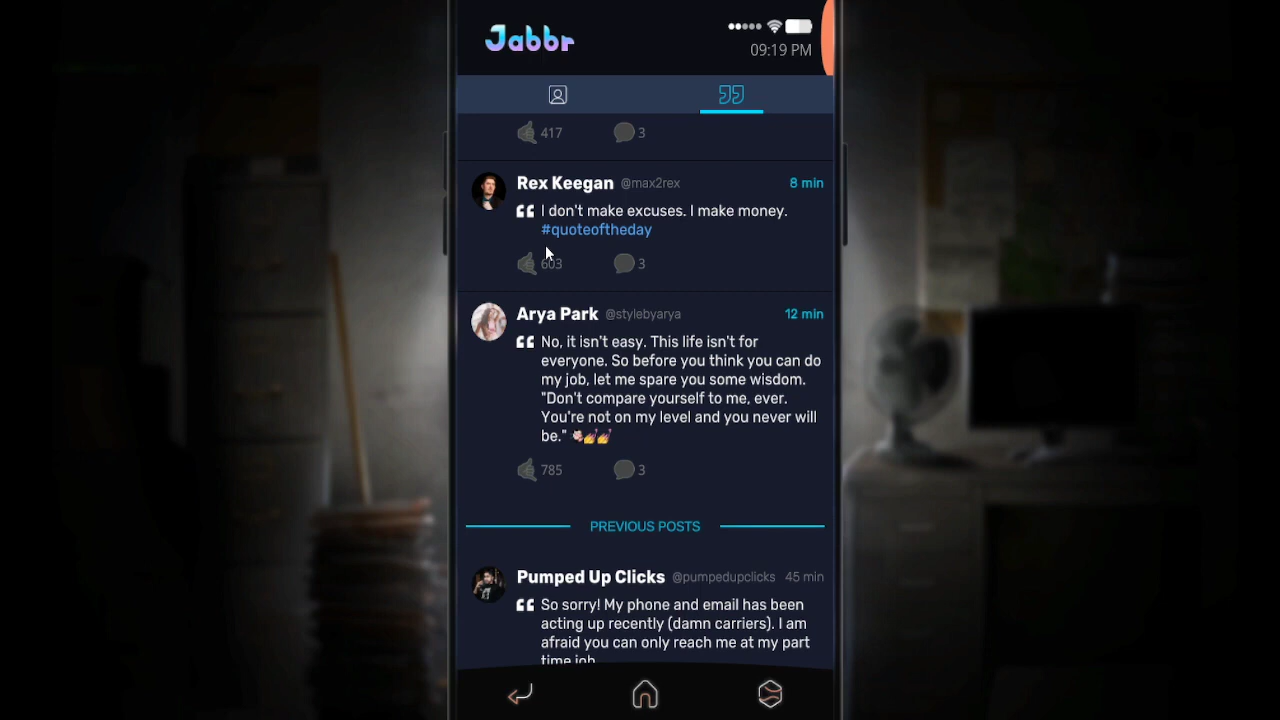 Jabbr
09:19 PM
417 3
Rex Keegan @max2rex 8 min
I don't make excuses. I make money.
#quoteoftheday
603 3
Arya Park @stylebyarya 12 min
No, it isn't easy. This life isn't for
everyone. So before you think you can do
my job, let me spare you some wisdom.
"Don't compare yourself to me, ever.
You're not on my level and you never will
be."
785 3
PREVIOUS POSTS
Pumped Up Clicks @pumpedupclicks 45 min
So sorry! My phone and email has been
acting up recently (damn carriers). I am
afraid you can only reach me at my part
time job